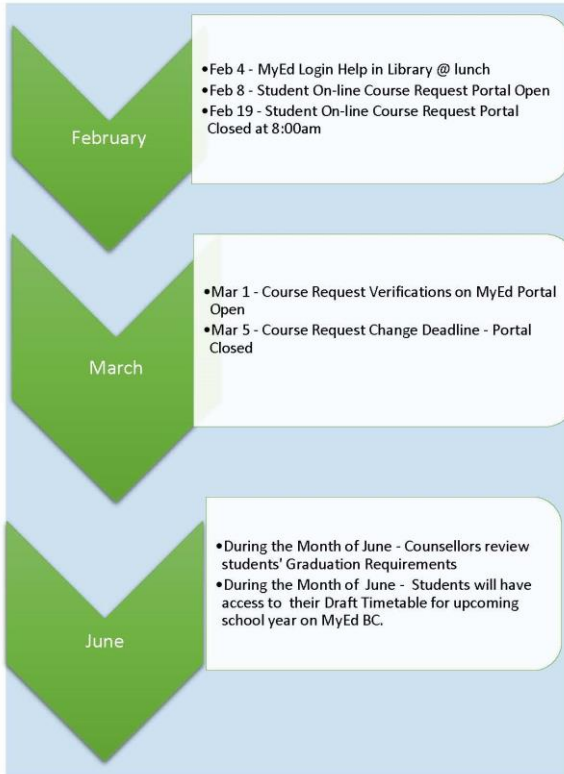 February
•Feb 4 - MyEd Login Help in Library @ lunch
•Feb 8 - Student On-line Course Request Portal Open
•Feb 19 - Student On-line Course Request Portal
Closed at 8:00am
March
•Mar 1 - Course Request Verifications on MyEd Portal
Open
•Mar 5 - Course Request Change Deadline - Portal
Closed
June
•During the Month of June - Counsellors review
students' Graduation Requirements
•During the Month of June - Students will have
access to their Draft Timetable for upcoming
school year on MyEd BC.